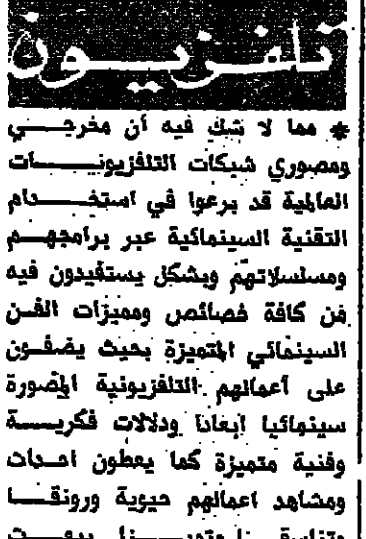 تلفزيون
* مما لا شك فيه أن مخرجي
ومصوري شبكات التلفزيونات
العالمية قد برعوا في استخدام
التقنية السينمائية عبر برامجهم
ومسلسلاتهم وبشكل يستفيدون فيه
من كافة خصائص ومميزات الفن
السينمائي المتميزة بحيث يضفون
على أعمالهم التلفزيونية المصورة
سينمائيا ابعادا ودلالات فكرية
وفنية متميزة كما يعطون احداث
ومشاهد اعمالهم حيوية ورونقا